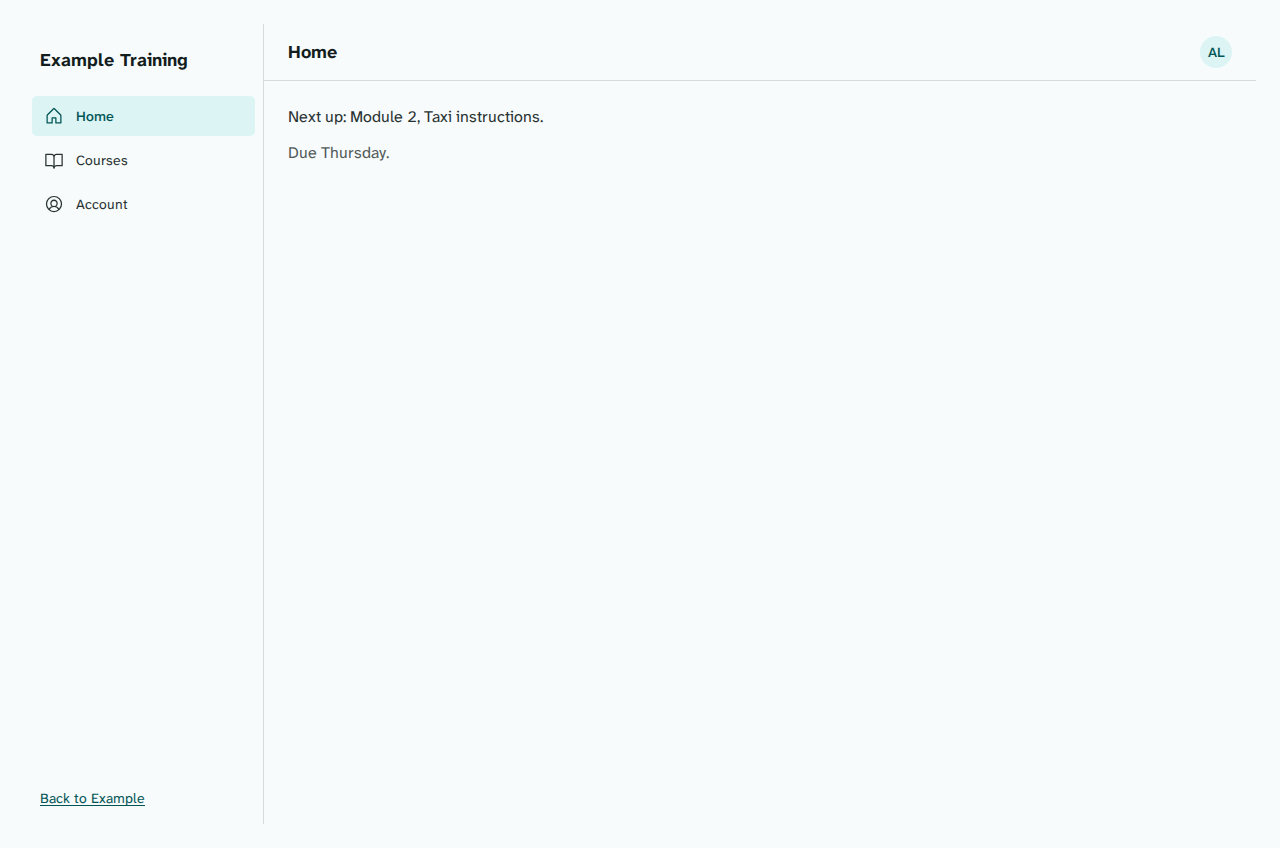 Example Training
Home
Courses
Account
Back to Example
Home
AL
Next up: Module 2, Taxi instructions.
Due Thursday.